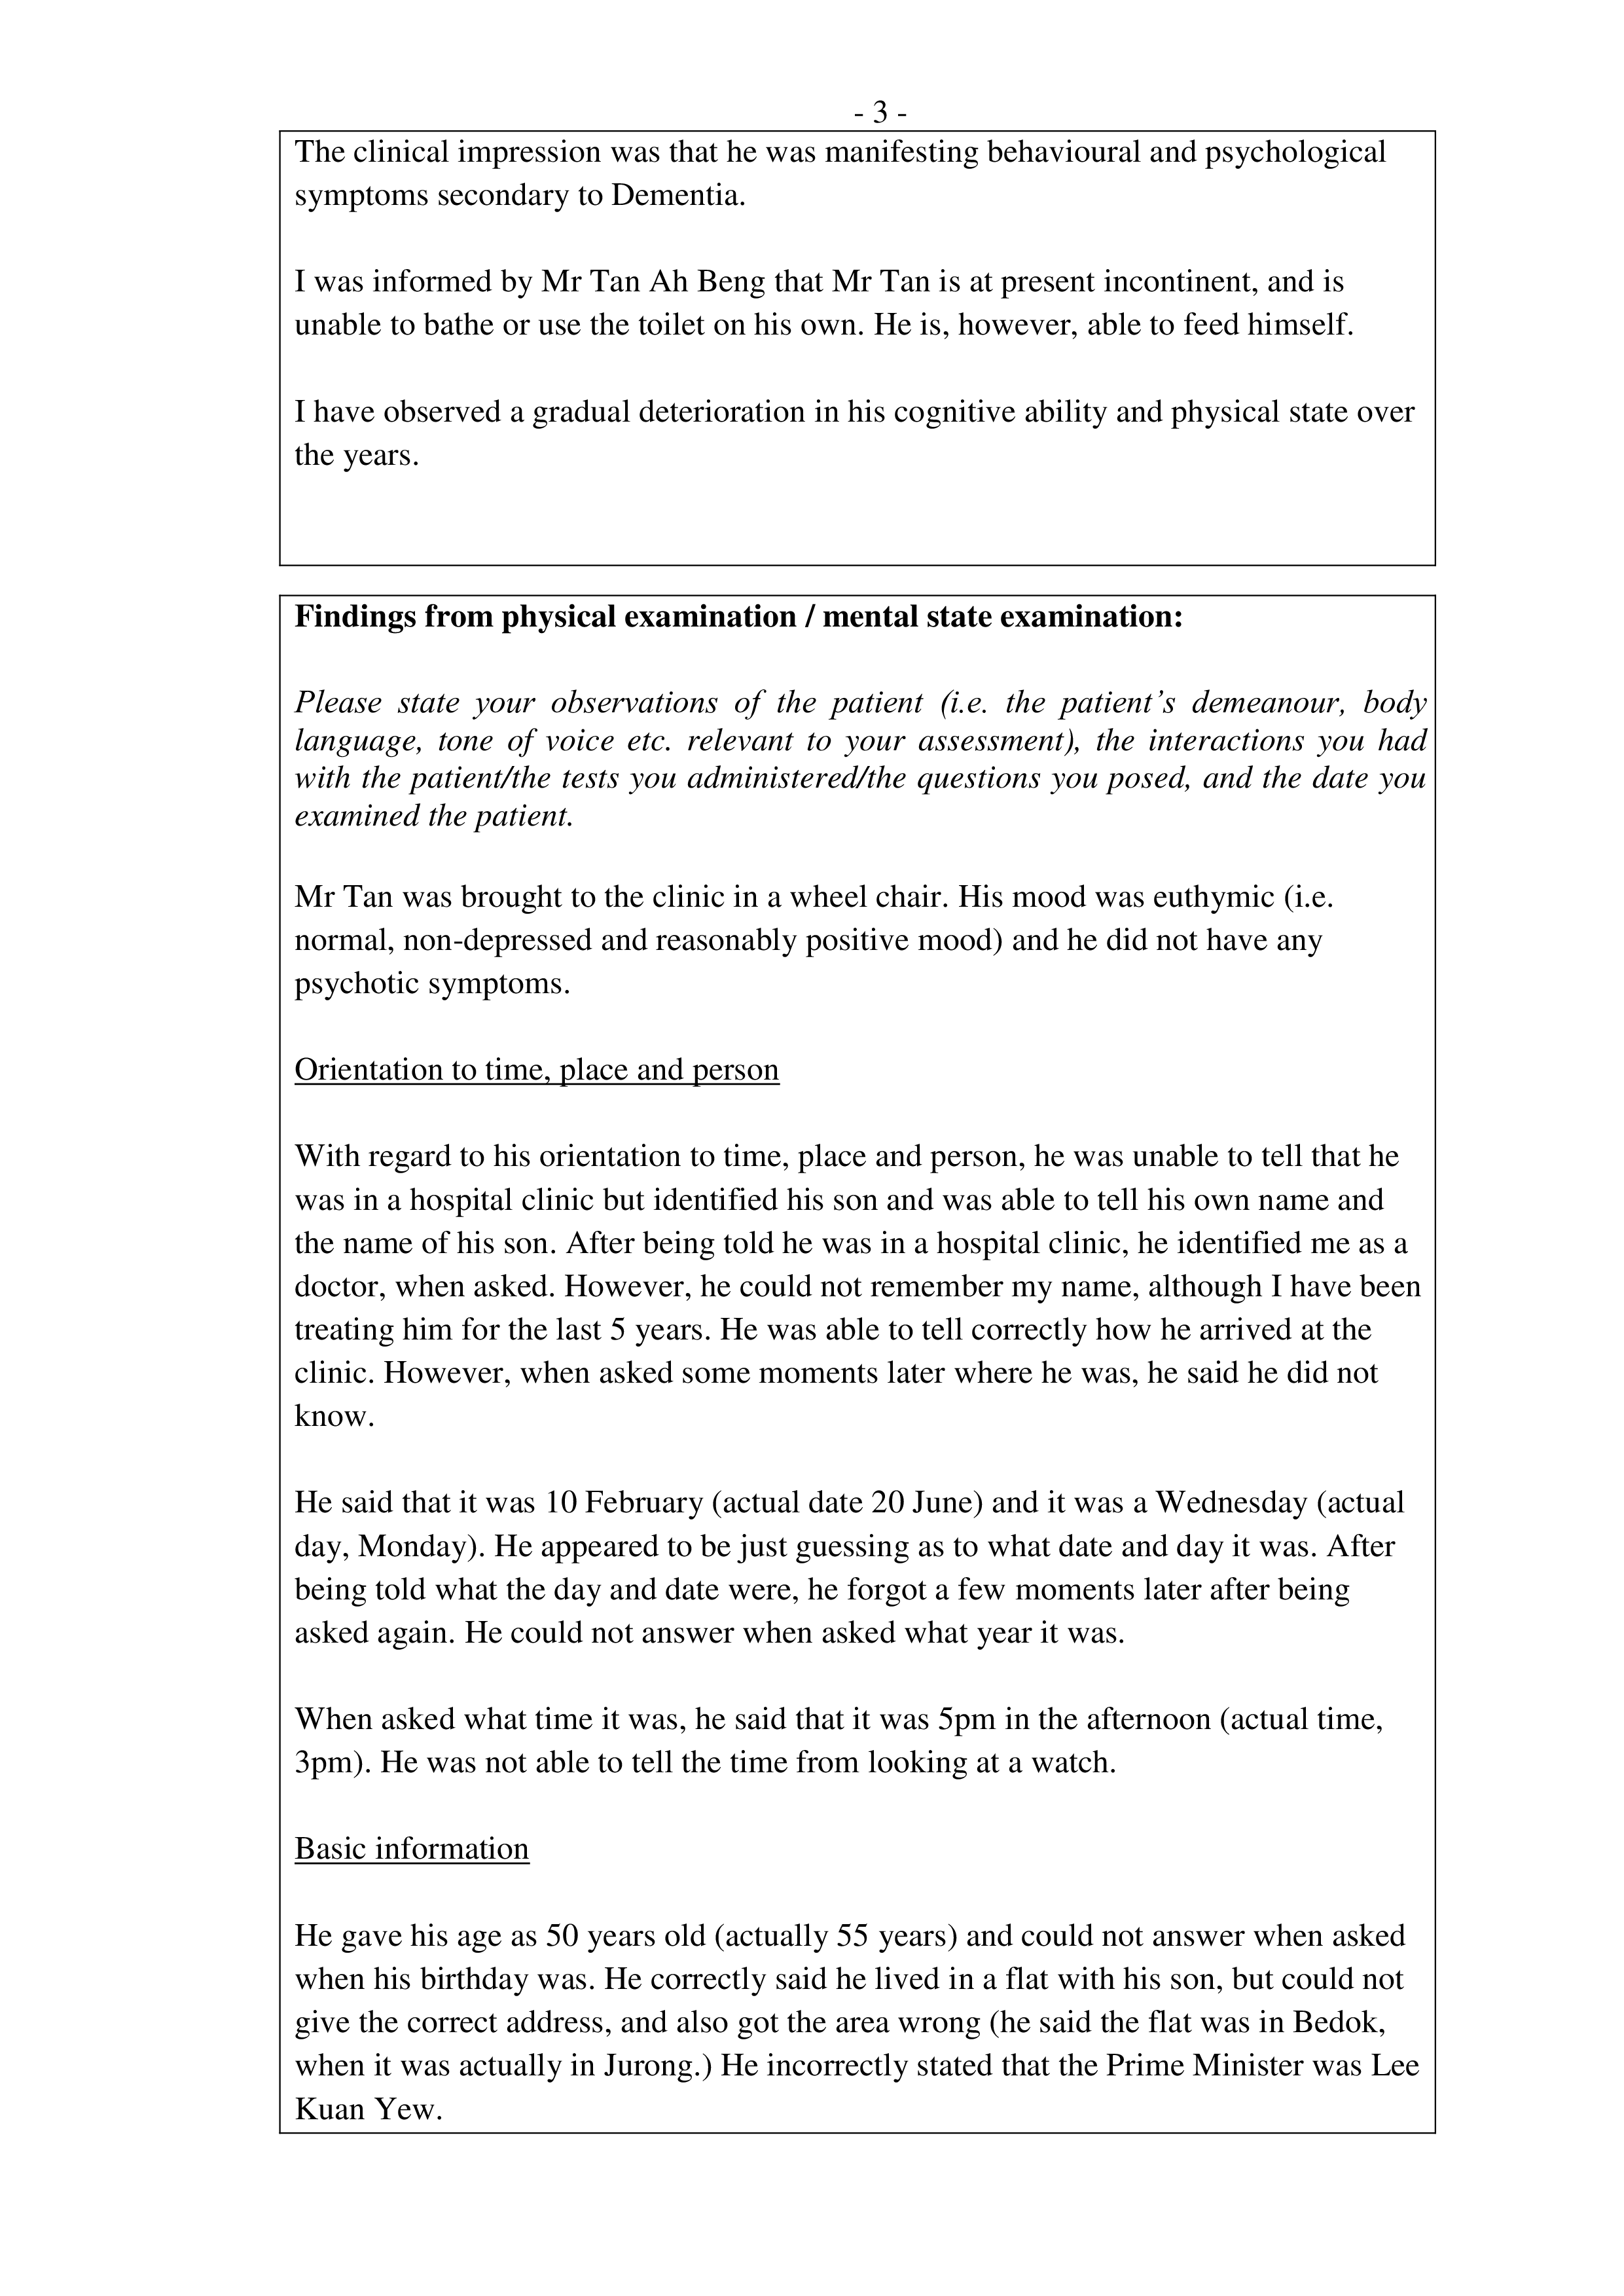 - 3 -
The clinical impression was that he was manifesting behavioural and psychological
symptoms secondary to Dementia.
I was informed by Mr Tan Ah Beng that Mr Tan is at present incontinent, and is
unable to bathe or use the toilet on his own. He is, however, able to feed himself.
I have observed a gradual deterioration in his cognitive ability and physical state over
the years.
Findings from physical examination / mental state examination:
Please state your observations of the patient (i.e. the patient's demeanour, body
language, tone of voice etc. relevant to your assessment), the interactions you had
with the patient/the tests you administered/the questions you posed, and the date you
examined the patient.
Mr Tan was brought to the clinic in a wheel chair. His mood was euthymic (i.e.
normal, non-depressed and reasonably positive mood) and he did not have any
psychotic symptoms.
Orientation to time, place and person
With regard to his orientation to time, place and person, he was unable to tell that he
was in a hospital clinic but identified his son and was able to tell his own name and
the name of his son. After being told he was in a hospital clinic, he identified me as a
doctor, when asked. However, he could not remember my name, although I have been
treating him for the last 5 years. He was able to tell correctly how he arrived at the
clinic. However, when asked some moments later where he was, he said he did not
know.
He said that it was 10 February (actual date 20 June) and it was a Wednesday (actual
day, Monday). He appeared to be just guessing as to what date and day it was. After
being told what the day and date were, he forgot a few moments later after being
asked again. He could not answer when asked what year it was.
When asked what time it was, he said that it was 5pm in the afternoon (actual time,
3pm). He was not able to tell the time from looking at a watch.
Basic information
He gave his age as 50 years old (actually 55 years) and could not answer when asked
when his birthday was. He correctly said he lived in a flat with his son, but could not
give the correct address, and also got the area wrong (he said the flat was in Bedok,
when it was actually in Jurong.) He incorrectly stated that the Prime Minister was Lee
Kuan Yew.